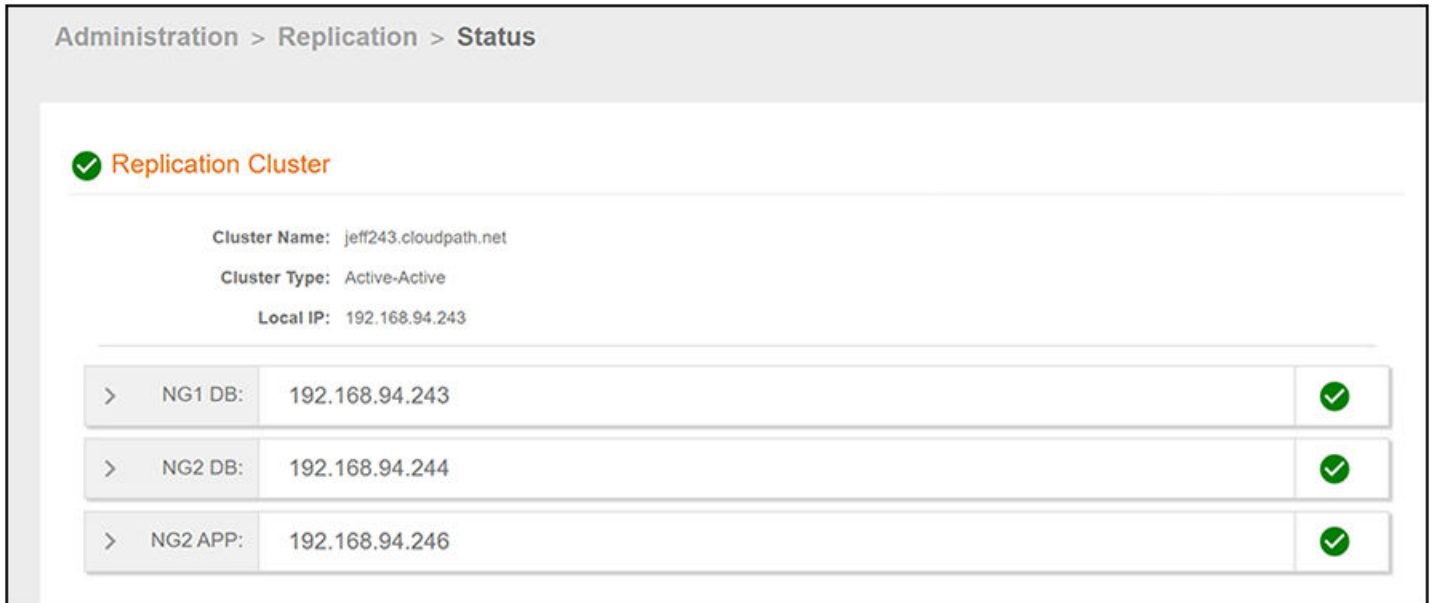 Administration > Replication > Status
Replication Cluster
Cluster Name: jeff243.cloudpath.net
Cluster Type: Active-Active
Local IP: 192.168.94.243
> NG1 DB: 192.168.94.243
> NG2 DB: 192.168.94.244
> NG2 APP: 192.168.94.246